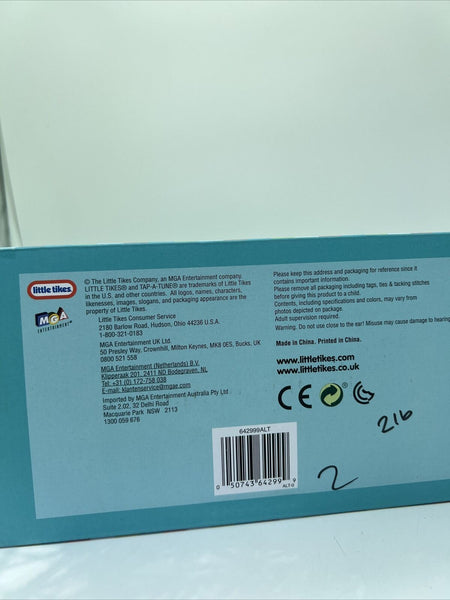 little tikes
MGA
ENTERTAINMENT
© The Little Tikes Company, an MGA Entertainment company.
LITTLE TIKES® and TAP-A-TUNE® are trademarks of Little Tikes
in the U.S. and other countries. All logos, names, characters,
likenesses, images, slogans, and packaging appearance are the
property of Little Tikes.
Little Tikes Consumer Service
2180 Barlow Road, Hudson, Ohio 44236 U.S.A.
1-800-321-0183
MGA Entertainment UK Ltd.
50 Presley Way, Crownhill, Milton Keynes, MK8 0ES, Bucks, UK
0800 521 558
MGA Entertainment (Netherlands) B.V.
Klipperaak 201, 2411 ND Bodegraven, NL
Tel: +31 (0) 172-758 038
E-mail: klantenservice@mgae.com
Imported by MGA Entertainment Australia Pty Ltd
Suite 2.02, 32 Delhi Road
Macquarie Park NSW 2113
1300 059 676
Please keep this address and packaging for reference since it
contains important information.
Please remove all packaging including tags, ties & tacking stitches
before giving this product to a child.
Contents, including specifications and colors, may vary from
photos depicted on package.
Adult supervision required.
Warning. Do not use close to the ear! Misuse may cause damage to hearing
Made in China. Printed in China.
www.littletikes.com
www.littletikes.co.uk
CE
216
642999ALT
0 50743 64299 9
ALT-0
2